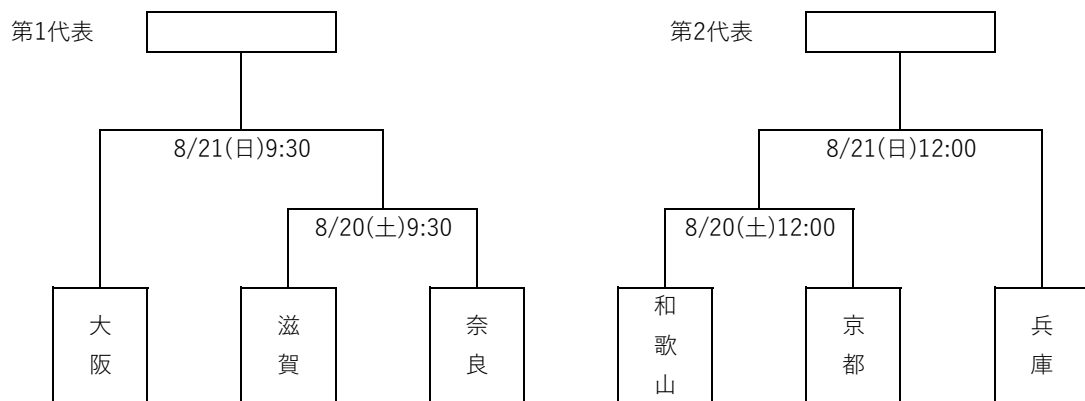 第1代表
第2代表
8/21(日)9:30
8/21(日)12:00
8/20(土)9:30
8/20(土)12:00
大阪
滋賀
奈良
和歌山
京都
兵庫